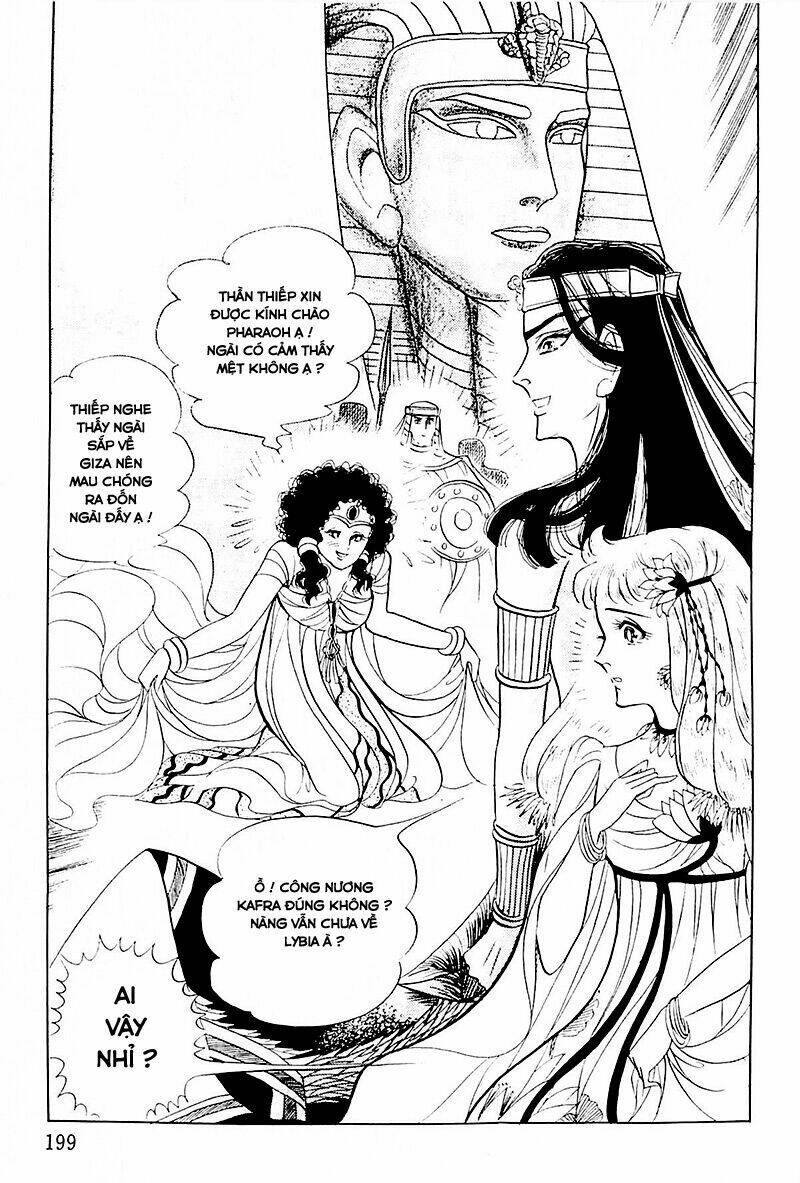 THẦN THIẾP XIN
ĐƯỢC KÍNH CHÀO
PHARAOH Ạ !
NGÀI CÓ CẢM THẤY
MỆT KHÔNG Ạ ?
THIẾP NGHE
THẤY NGÀI
SẮP VỀ
GIZA NÊN
MAU CHÓNG
RA ĐỐN
NGÀI ĐẤY Ạ !
Ồ ! CÔNG NƯƠNG
KAFRA ĐÚNG KHÔNG ?
NÀNG VẪN CHƯA VỀ
LYBIA À ?
AI
VẬY
NHỈ ?
199